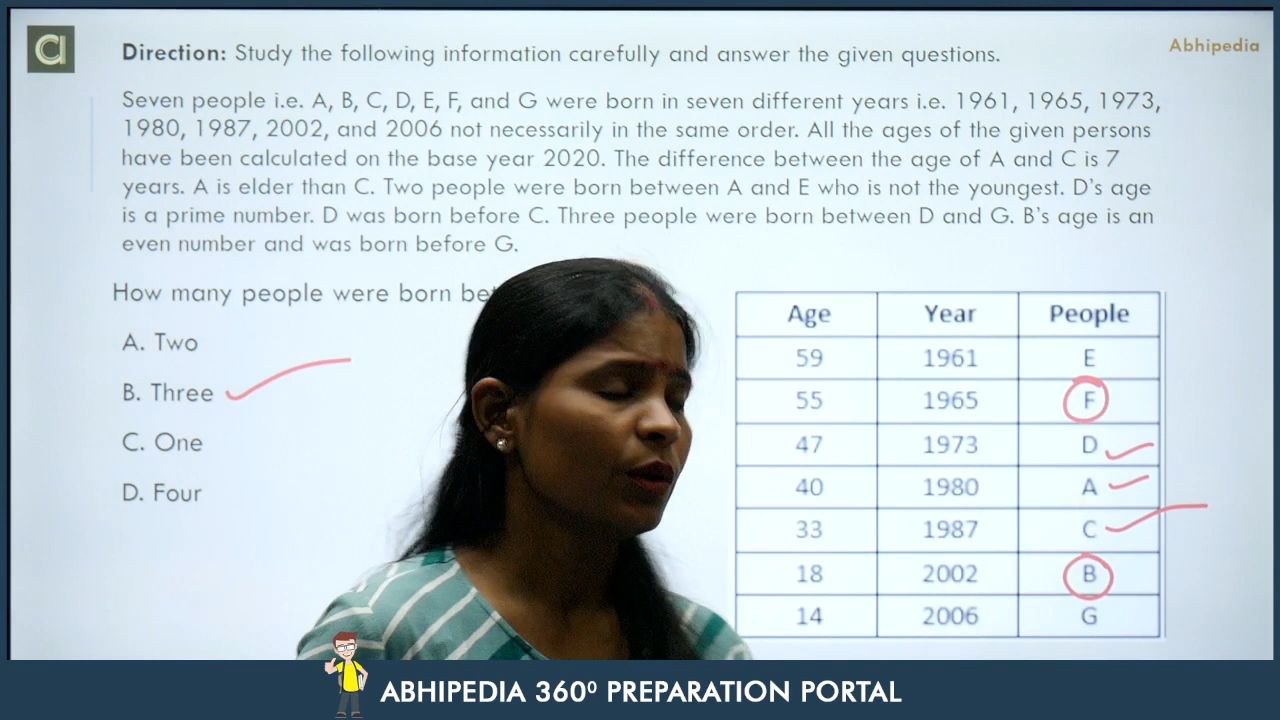 Abhipedia
Direction: Study the following information carefully and answer the given questions.
Seven people i.e. A, B, C, D, E, F, and G were born in seven different years i.e. 1961, 1965, 1973,
1980, 1987, 2002, and 2006 not necessarily in the same order. All the ages of the given persons
have been calculated on the base year 2020. The difference between the age of A and C is 7
years. A is elder than C. Two people were born between A and E who is not the youngest. D's age
is a prime number. D was born before C. Three people were born between D and G. B's age is an
even number and was born before G.
How many people were born
A. Two
B. Three
C. One
D. Four
Age Year People
59 1961 E
55 1965 F
47 1973 D
40 1980 A
33 1987 C
18 2002 B
14 2006 G
ABHIPEDIA 360⁰ PREPARATION PORTAL